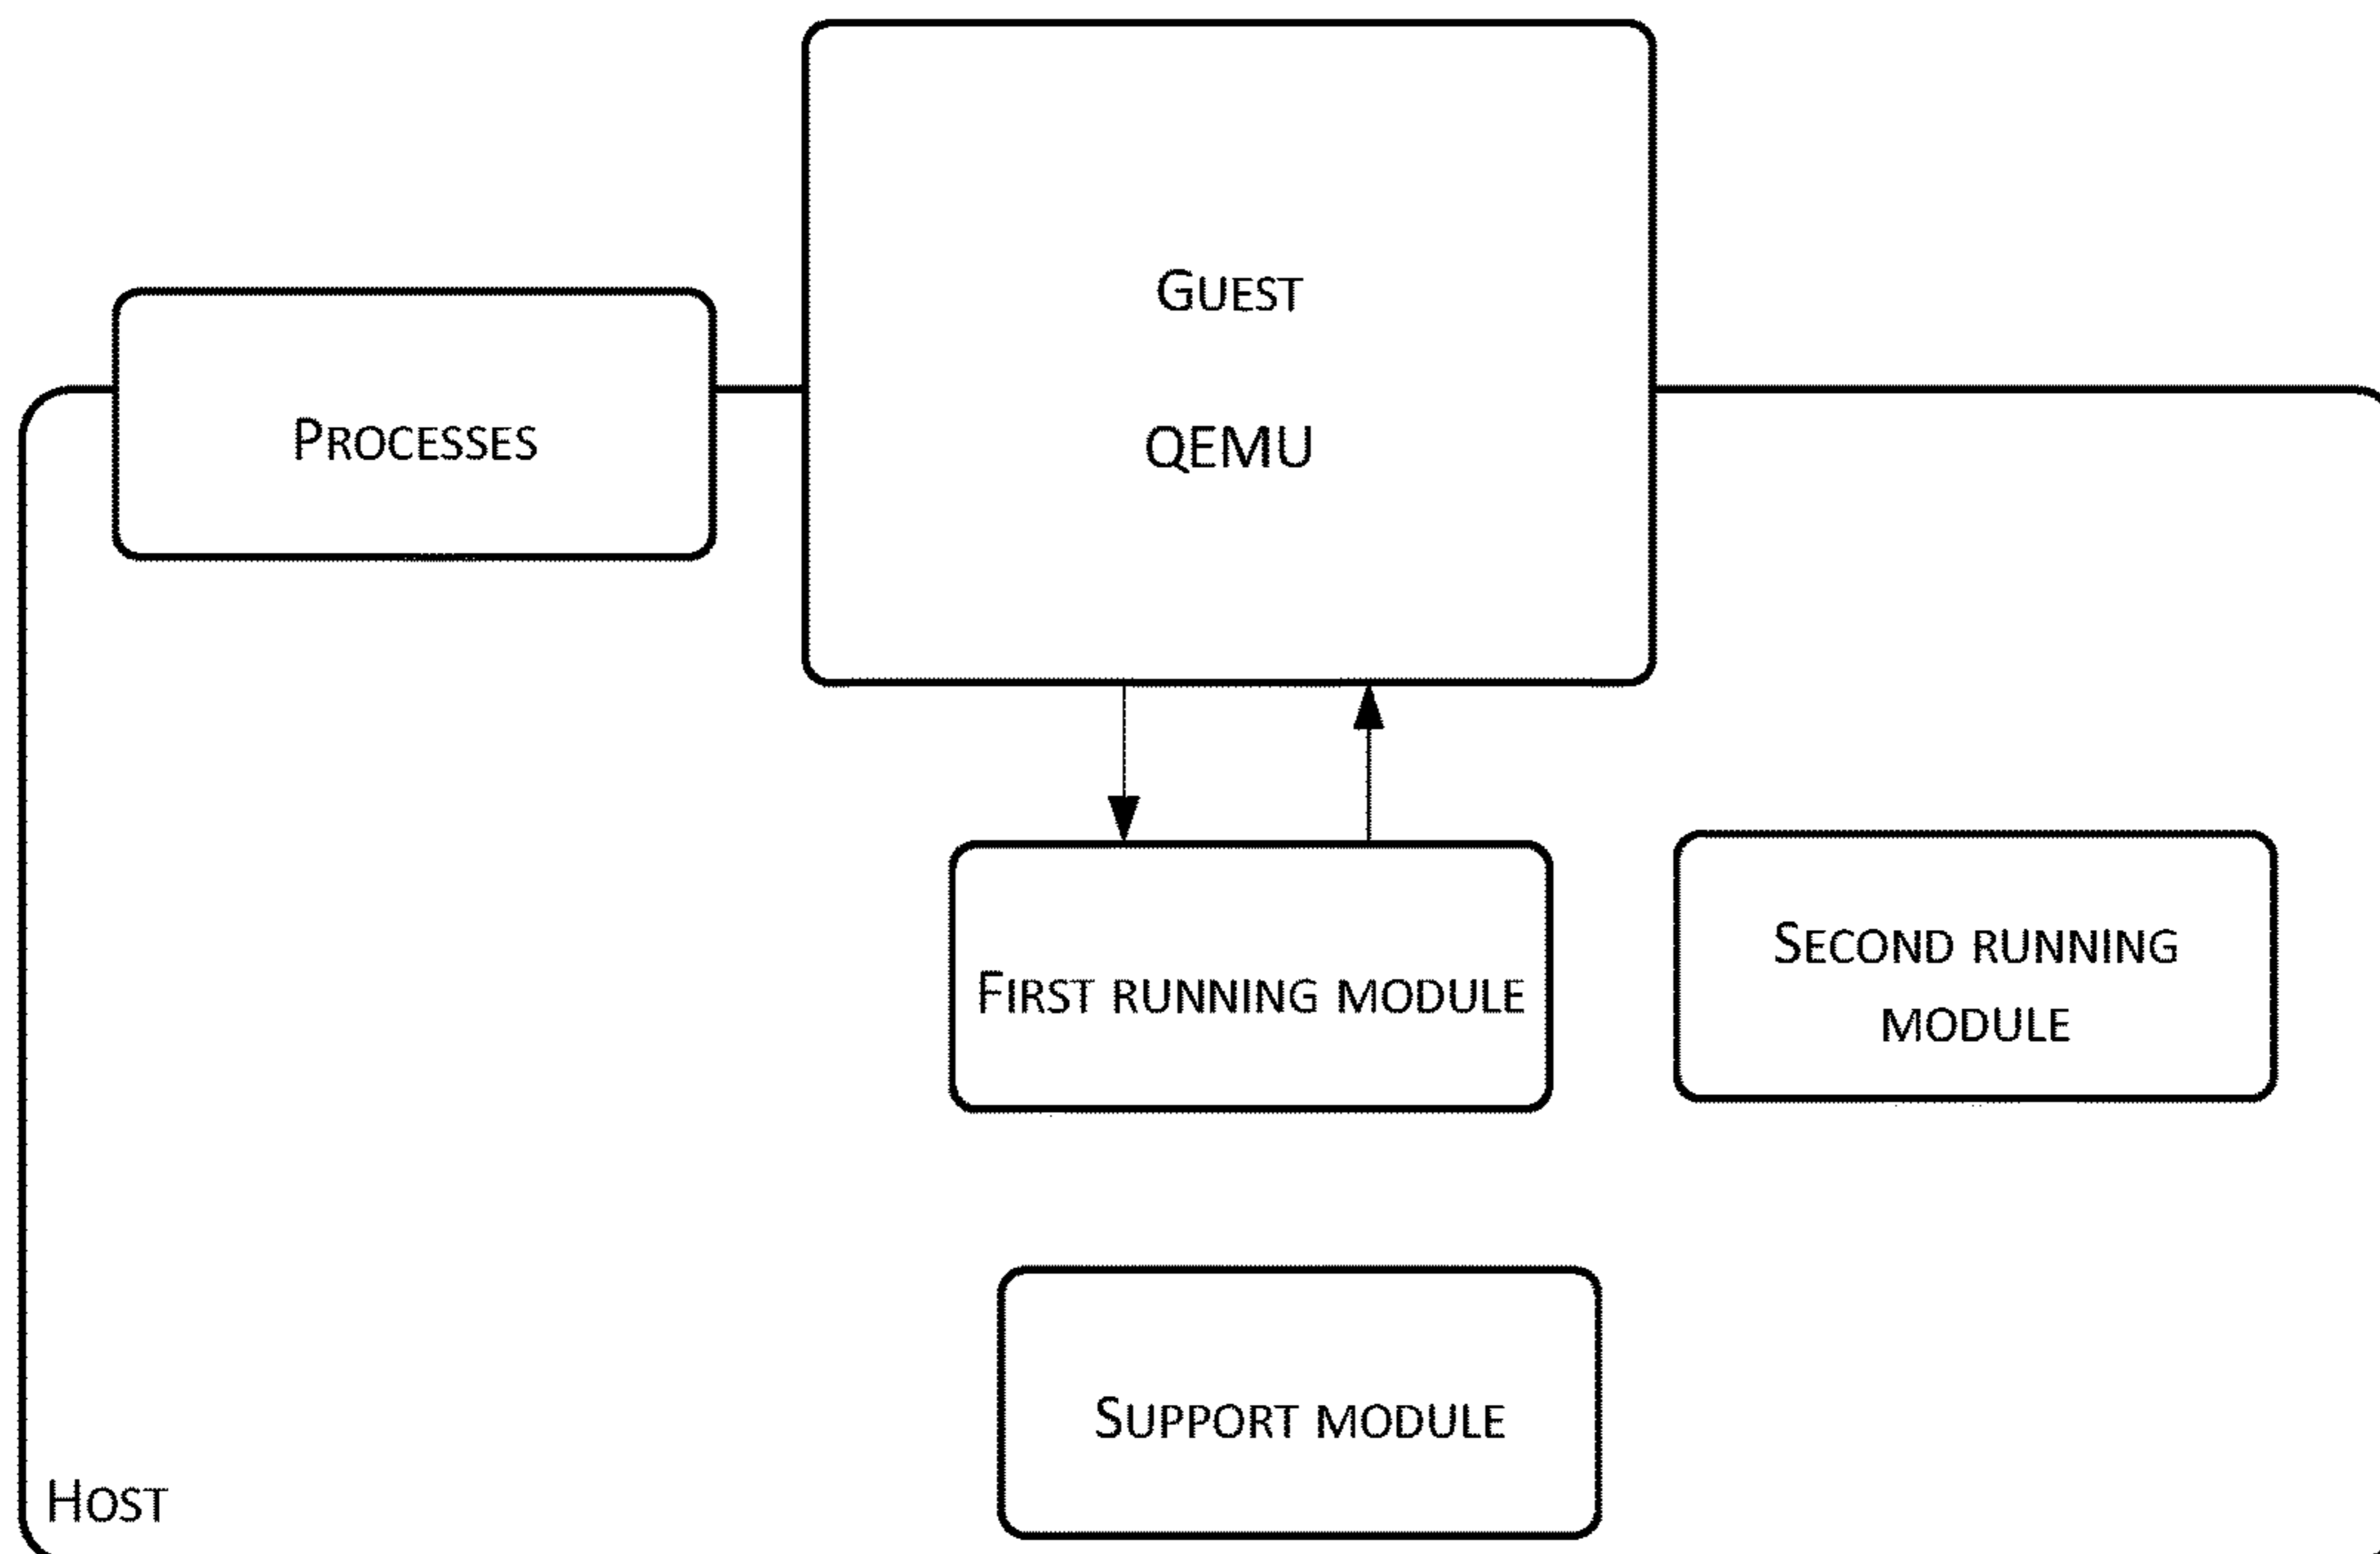 GUEST
QEMU
PROCESSES
FIRST RUNNING MODULE
SECOND RUNNING
MODULE
SUPPORT MODULE
HOST